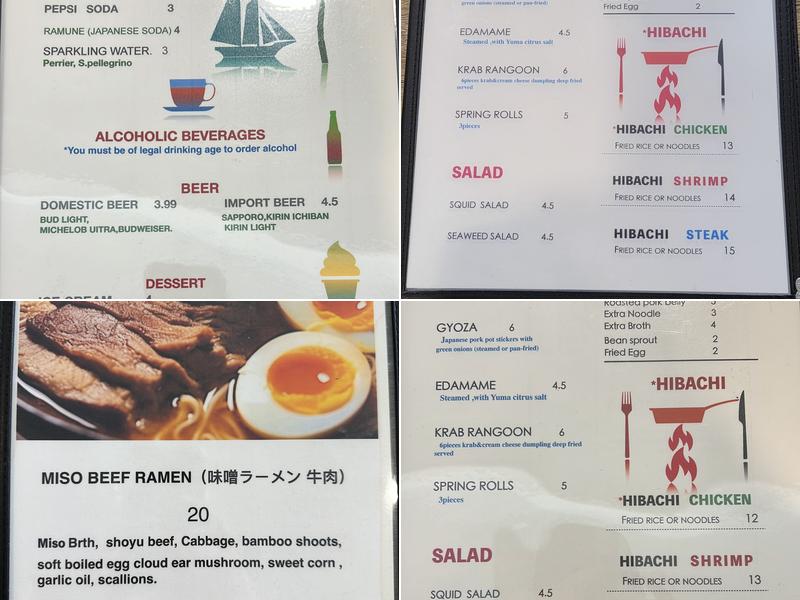 PEPSI SODA 3
RAMUNE (JAPANESE SODA) 4
SPARKLING WATER. 3
Perrier, S.pellegrino
ALCOHOLIC BEVERAGES
*You must be of legal drinking age to order alcohol
BEER
DOMESTIC BEER 3.99
BUD LIGHT,
MICHELOB UITRA,BUDWEISER.
IMPORT BEER 4.5
SAPPORO,KIRIN ICHIBAN
KIRIN LIGHT
DESSERT
ICE CREAM 4
green onions (steamed or pan-fried)
EDAMAME 4.5
Steamed ,with Yuma citrus salt
KRAB RANGOON 6
6pieces krab&cream cheese dumpling deep fried
served
SPRING ROLLS 5
3pieces
SALAD
SQUID SALAD 4.5
SEAWEED SALAD 4.5
Fried Egg 2
*HIBACHI
*HIBACHI CHICKEN
FRIED RICE OR NOODLES 13
HIBACHI SHRIMP
FRIED RICE OR NOODLES 14
HIBACHI STEAK
FRIED RICE OR NOODLES 15
MISO BEEF RAMEN（味噌ラーメン 牛肉）
20
Miso Brth, shoyu beef, Cabbage, bamboo shoots,
soft boiled egg cloud ear mushroom, sweet corn ,
garlic oil, scallions.
GYOZA 6
Japanese pork pot stickers with
green onions (steamed or pan-fried)
EDAMAME 4.5
Steamed ,with Yuma citrus salt
KRAB RANGOON 6
6pieces krab&cream cheese dumpling deep fried
served
SPRING ROLLS 5
3pieces
SALAD
SQUID SALAD 4.5
Roasted pork belly 5
Extra Noodle 3
Extra Broth 4
Bean sprout 2
Fried Egg 2
*HIBACHI
*HIBACHI CHICKEN
FRIED RICE OR NOODLES 12
HIBACHI SHRIMP
FRIED RICE OR NOODLES 13